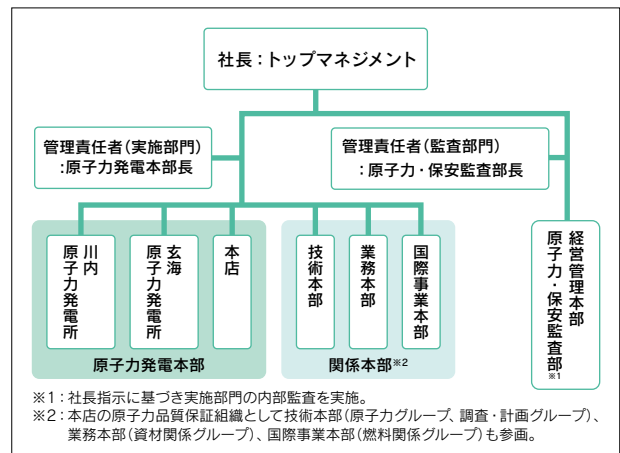 社長：トップマネジメント
管理責任者（実施部門）
：原子力発電本部長
管理責任者（監査部門）
：原子力・保安監査部長
川内
原子力発電所
玄海
原子力発電所
本店
原子力発電本部
技術本部
業務本部
国際事業本部
関係本部※2
経営管理本部
原子力・保安監査部※1
※1：社長指示に基づき実施部門の内部監査を実施。
※2：本店の原子力品質保証組織として技術本部（原子力グループ、調査・計画グループ）、
業務本部（資材関係グループ）、国際事業本部（燃料関係グループ）も参画。